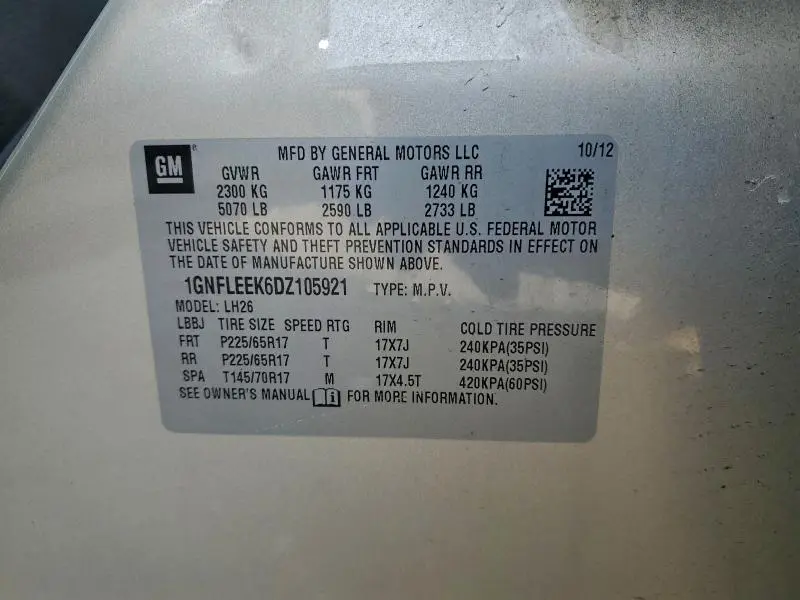 GM ® MFD BY GENERAL MOTORS LLC 10/12
GVWR GAWR FRT GAWR RR
2300 KG 1175 KG 1240 KG
5070 LB 2590 LB 2733 LB
THIS VEHICLE CONFORMS TO ALL APPLICABLE U.S. FEDERAL MOTOR
VEHICLE SAFETY AND THEFT PREVENTION STANDARDS IN EFFECT ON
THE DATE OF MANUFACTURE SHOWN ABOVE.
1GNFLEEK6DZ105921 TYPE: M.P.V.
MODEL: LH26
LBBJ TIRE SIZE SPEED RTG RIM COLD TIRE PRESSURE
FRT P225/65R17 T 17X7J 240KPA(35PSI)
RR P225/65R17 T 17X7J 240KPA(35PSI)
SPA T145/70R17 M 17X4.5T 420KPA(60PSI)
SEE OWNER'S MANUAL i FOR MORE INFORMATION.